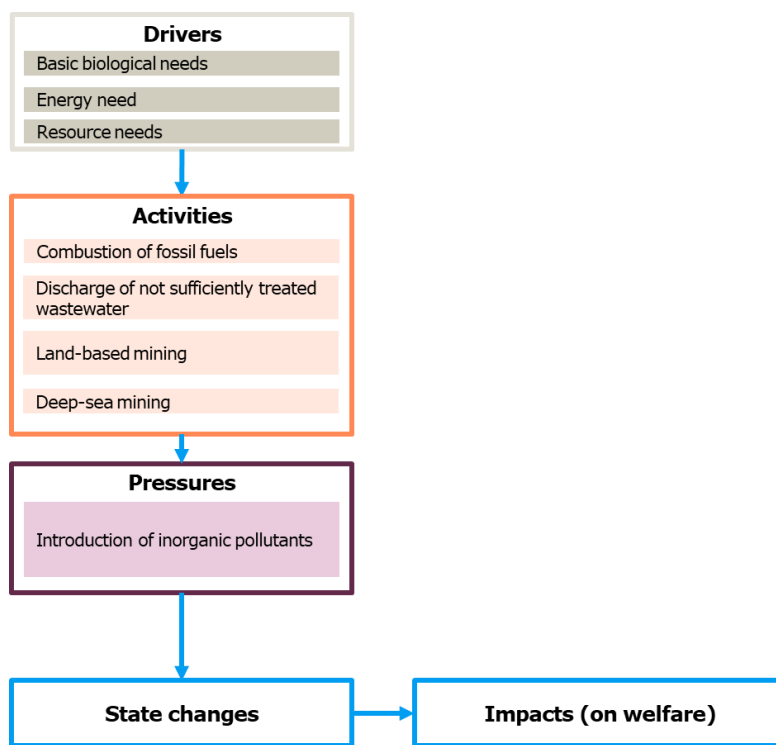 Drivers
Basic biological needs
Energy need
Resource needs
Activities
Combustion of fossil fuels
Discharge of not sufficiently treated
wastewater
Land-based mining
Deep-sea mining
Pressures
Introduction of inorganic pollutants
State changes
Impacts (on welfare)